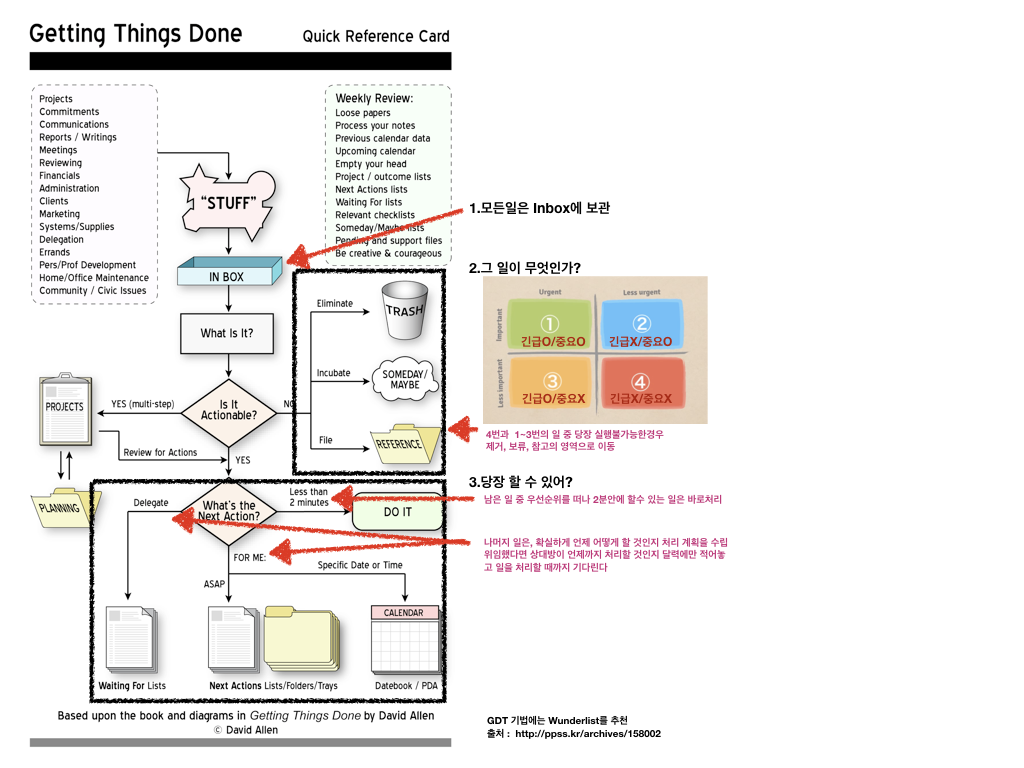 Getting Things Done
Quick Reference Card
Projects
Commitments
Communications
Reports / Writings
Meetings
Reviewing
Financials
Administration
Clients
Marketing
Systems/Supplies
Delegation
Errands
Pers/Prof Development
Home/Office Maintenance
Community / Civic Issues
Weekly Review:
Loose papers
Process your notes
Previous calendar data
Upcoming calendar
Empty your head
Project / outcome lists
Next Actions lists
Waiting For lists
Relevant checklists
Someday/Maybe lists
Pending and support files
Be creative & courageous
"STUFF"
IN BOX
What Is It?
Is It
Actionable?
YES (multi-step)
NO
PROJECTS
Review for Actions
YES
PLANNING
Eliminate
TRASH
Incubate
SOMEDAY/
MAYBE
File
REFERENCE
Delegate
What's the
Next Action?
Less than
2 minutes
DO IT
FOR ME:
Specific Date or Time
ASAP
CALENDAR
Waiting For Lists
Next Actions Lists/Folders/Trays
Datebook / PDA
Based upon the book and diagrams in Getting Things Done by David Allen
© David Allen
1.모든일은 Inbox에 보관
2.그 일이 무엇인가?
Urgent
Less urgent
Important
Less important
①
긴급O/중요O
②
긴급X/중요O
③
긴급O/중요X
④
긴급X/중요X
4번과 1~3번의 일 중 당장 실행불가능한경우
제거, 보류, 참고의 영역으로 이동
3.당장 할 수 있어?
남은 일 중 우선순위를 떠나 2분안에 할수 있는 일은 바로처리
나머지 일은, 확실하게 언제 어떻게 할 것인지 처리 계획을 수립
위임했다면 상대방이 언제까지 처리할 것인지 달력에만 적어놓
고 일을 처리할 때까지 기다린다
GDT 기법에는 Wunderlist를 추천
출처 : http://ppss.kr/archives/158002